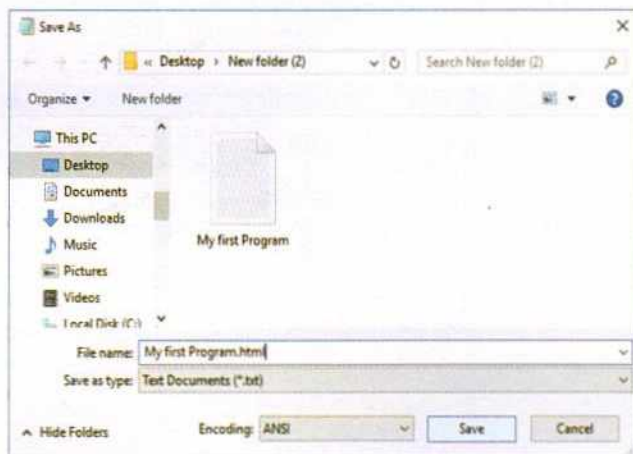 Save As
« Desktop › New folder (2)
Search New folder (2)
Organize
New folder
This PC
Desktop
Documents
Downloads
Music
Pictures
Videos
Local Disk (C:)
My first Program
File name: My first Program.html
Save as type: Text Documents (*.txt)
Hide Folders
Encoding: ANSI
Save
Cancel